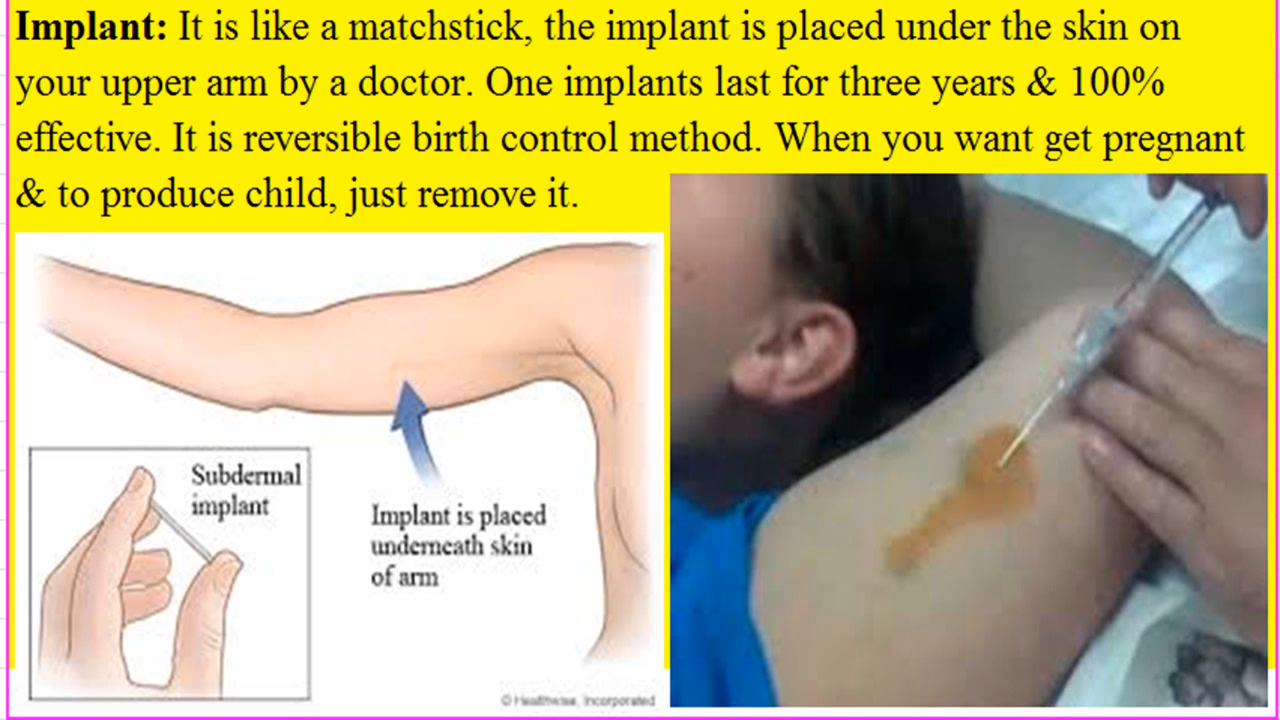 Implant: It is like a matchstick, the implant is placed under the skin on
your upper arm by a doctor. One implants last for three years & 100%
effective. It is reversible birth control method. When you want get pregnant
& to produce child, just remove it.
Subdermal
implant
Implant is placed
underneath skin
of arm
© Healthwise, Incorporated